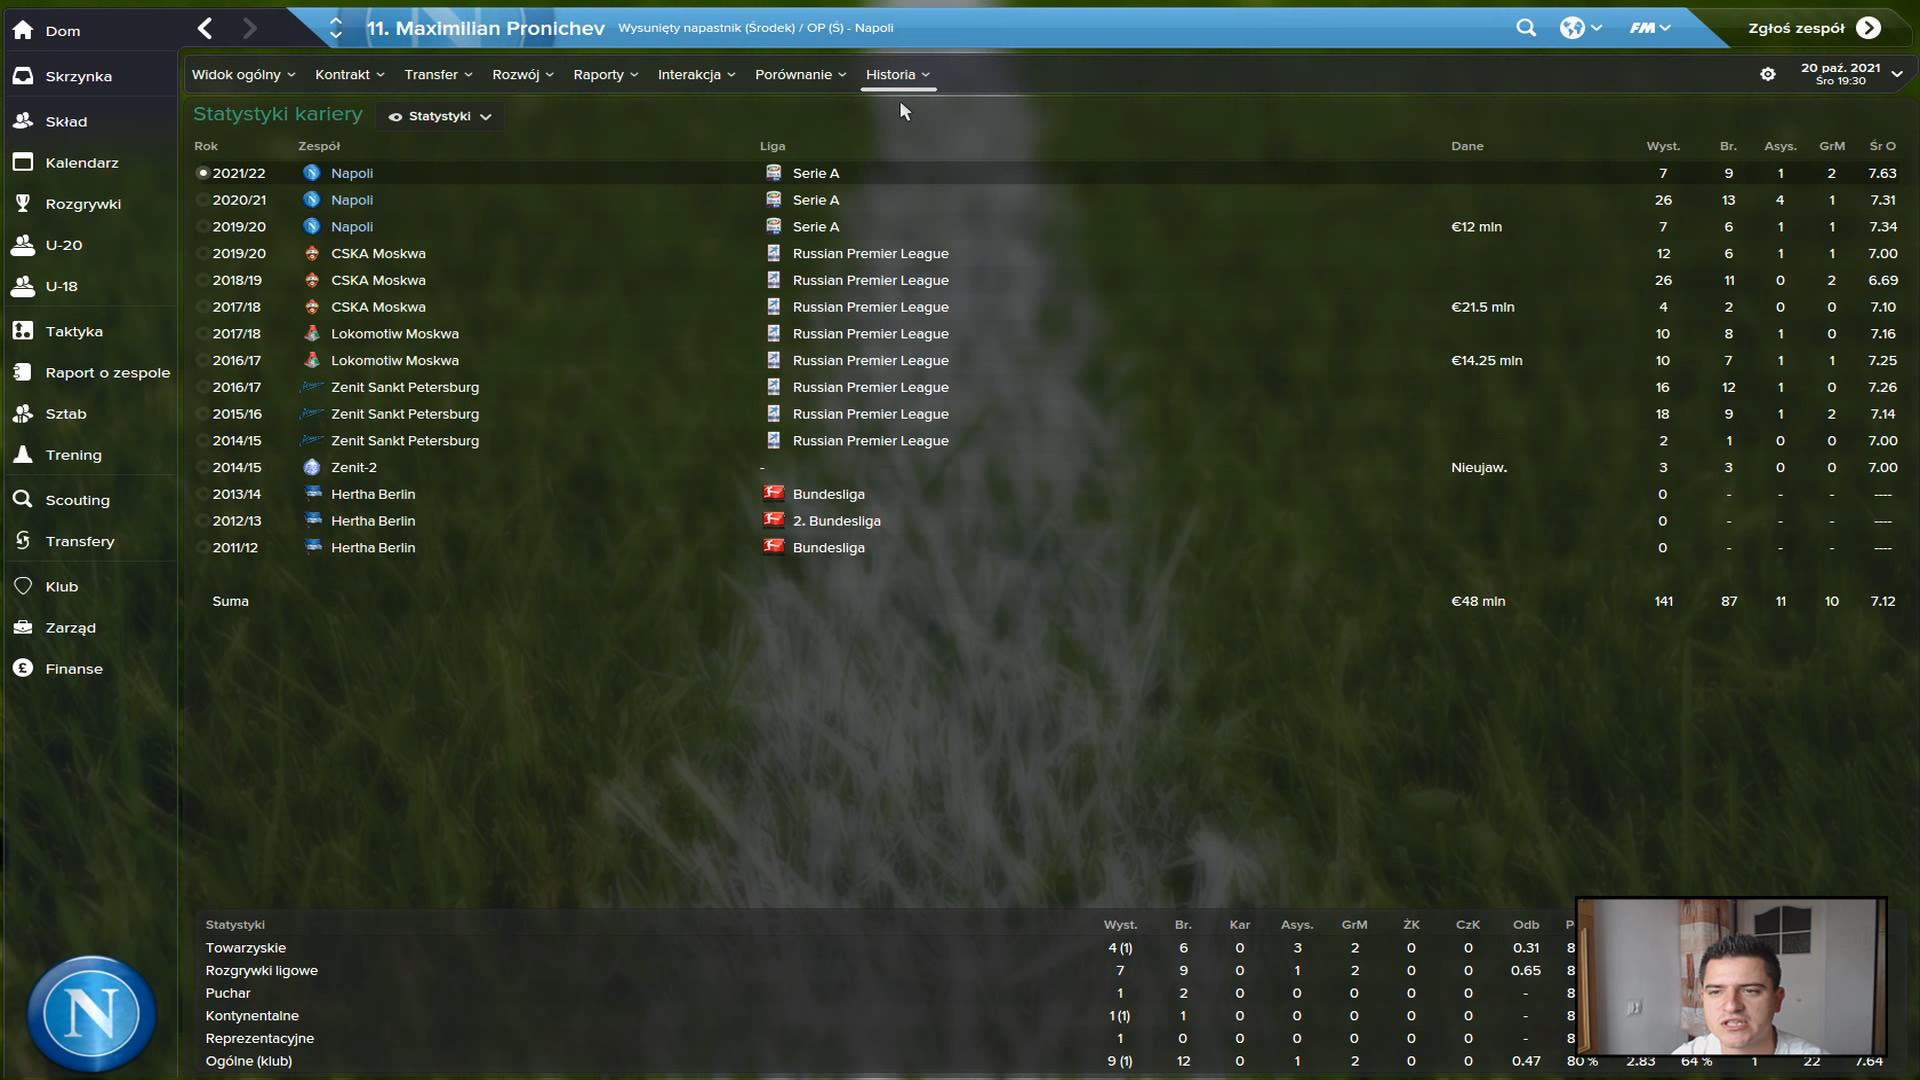 Dom
11. Maximilian Pronichev Wysunięty napastnik (Środek) / OP (Ś) - Napoli FM Zgłoś zespół
Skrzynka
Widok ogólny Kontrakt Transfer Rozwój Raporty Interakcja Porównanie Historia
20 paź. 2021
Śro 19:30
Skład
Kalendarz
Rozgrywki
U-20
U-18
Taktyka
Raport o zespole
Sztab
Trening
Scouting
Transfery
Klub
Zarząd
Finanse
Statystyki kariery Statystyki
Rok Zespół Liga Dane Wyst. Br. Asys. GrM Śr O
2021/22 Napoli Serie A 7 9 1 2 7.63
2020/21 Napoli Serie A 26 13 4 1 7.31
2019/20 Napoli Serie A €12 mln 7 6 1 1 7.34
2019/20 CSKA Moskwa Russian Premier League 12 6 1 1 7.00
2018/19 CSKA Moskwa Russian Premier League 26 11 0 2 6.69
2017/18 CSKA Moskwa Russian Premier League €21.5 mln 4 2 0 0 7.10
2017/18 Lokomotiw Moskwa Russian Premier League 10 8 1 0 7.16
2016/17 Lokomotiw Moskwa Russian Premier League €14.25 mln 10 7 1 1 7.25
2016/17 Zenit Sankt Petersburg Russian Premier League 16 12 1 0 7.26
2015/16 Zenit Sankt Petersburg Russian Premier League 18 9 1 2 7.14
2014/15 Zenit Sankt Petersburg Russian Premier League 2 1 0 0 7.00
2014/15 Zenit-2 - Nieujaw. 3 3 0 0 7.00
2013/14 Hertha Berlin Bundesliga 0 - - - ----
2012/13 Hertha Berlin 2. Bundesliga 0 - - - ----
2011/12 Hertha Berlin Bundesliga 0 - - - ----
Suma €48 mln 141 87 11 10 7.12
Statystyki Wyst. Br. Kar Asys. GrM ŻK CzK Odb P
Towarzyskie 4 (1) 6 0 3 2 0 0 0.31 8
Rozgrywki ligowe 7 9 0 1 2 0 0 0.65 8
Puchar 1 2 0 0 0 0 0 - 8
Kontynentalne 1 (1) 1 0 0 0 0 0 - 8
Reprezentacyjne 1 0 0 0 0 0 0 - 8
Ogólne (klub) 9 (1) 12 0 1 2 0 0 0.47 80 % 2.83 64 % 1 22 7.64
N